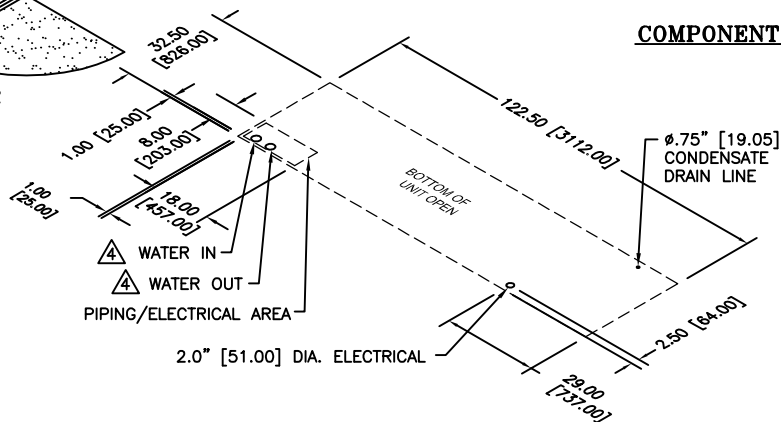 COMPONENT
32.50
[826.00]
122.50 [3112.00]
1.00 [25.00]
8.00
[203.00]
ø.75" [19.05]
CONDENSATE
DRAIN LINE
BOTTOM OF
UNIT OPEN
1.00
[25.00]
18.00
[457.00]
4 WATER IN
4 WATER OUT
PIPING/ELECTRICAL AREA
2.0" [51.00] DIA. ELECTRICAL
2.50 [64.00]
29.00
[737.00]